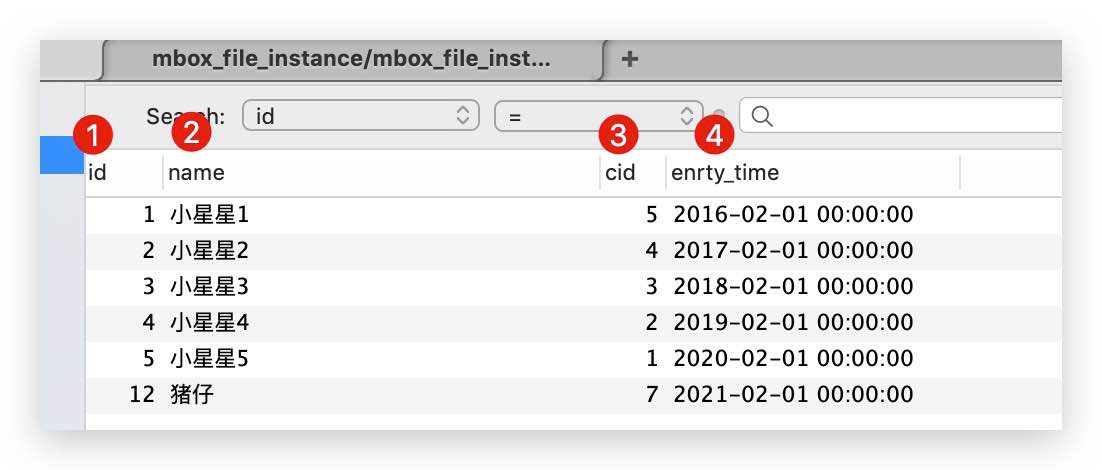 mbox_file_instance/mbox_file_inst... +
Search: id =
1 2 3 4
id name cid enrty_time
1 小星星1 5 2016-02-01 00:00:00
2 小星星2 4 2017-02-01 00:00:00
3 小星星3 3 2018-02-01 00:00:00
4 小星星4 2 2019-02-01 00:00:00
5 小星星5 1 2020-02-01 00:00:00
12 猪仔 7 2021-02-01 00:00:00